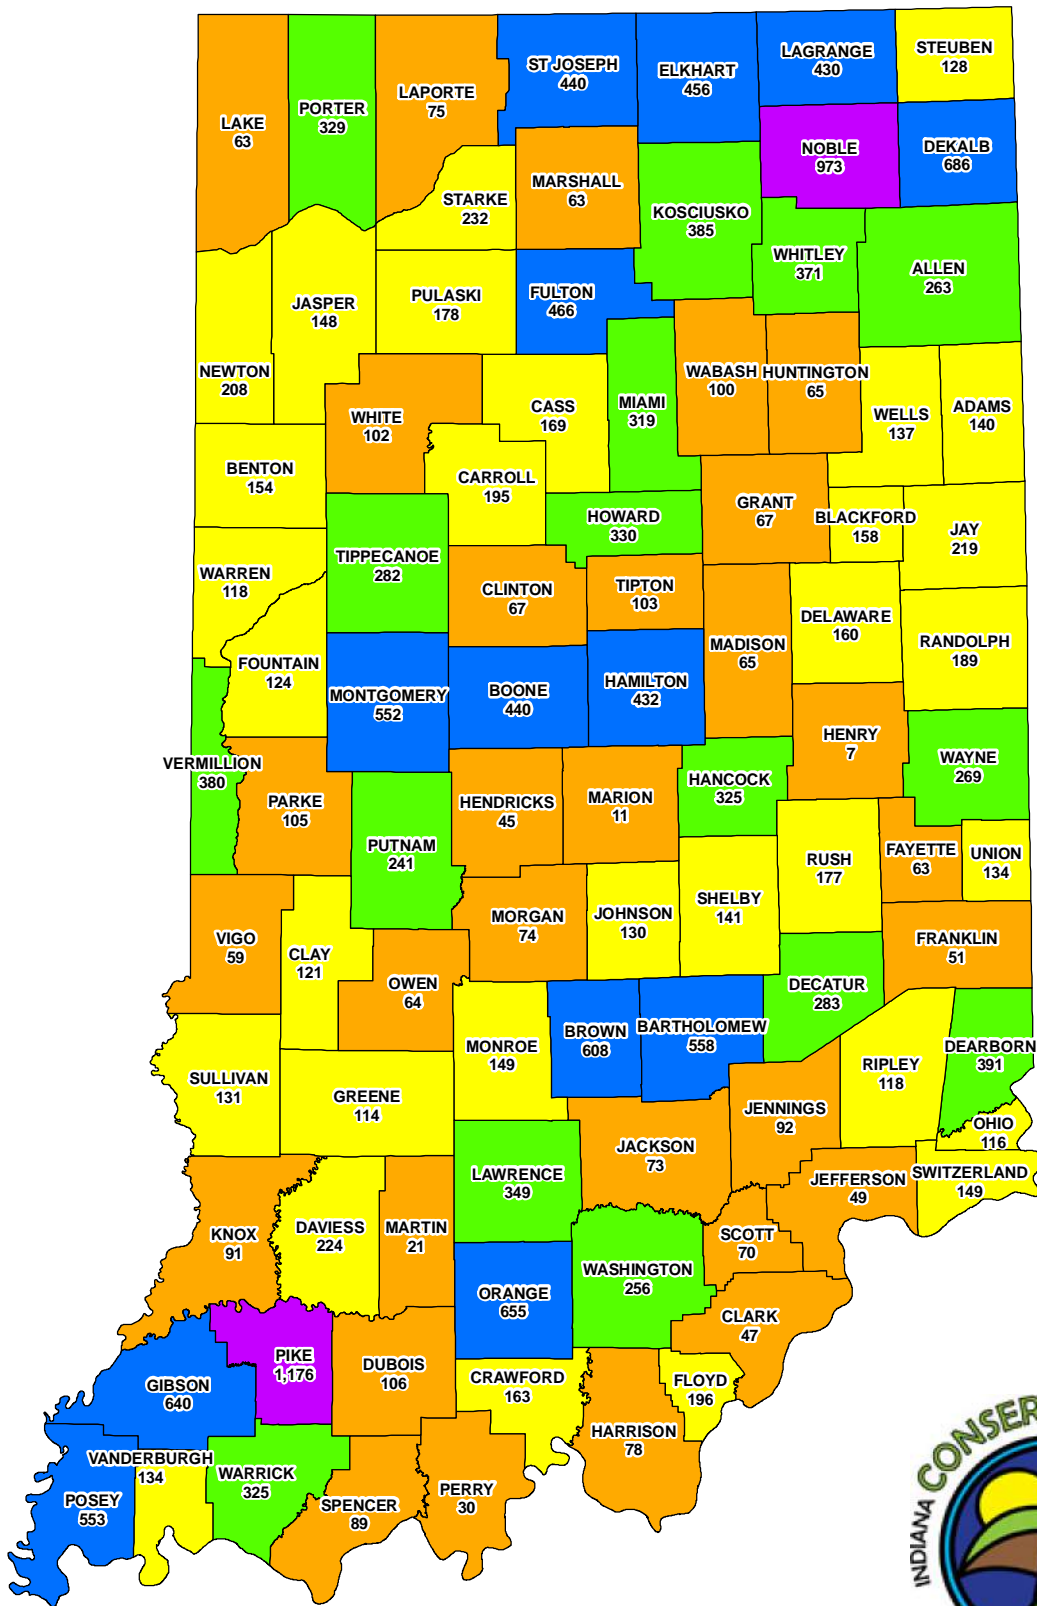 ST JOSEPH
440
ELKHART
456
LAGRANGE
430
STEUBEN
128
LAKE
63
PORTER
329
LAPORTE
75
NOBLE
973
DEKALB
686
STARKE
232
MARSHALL
63
KOSCIUSKO
385
WHITLEY
371
ALLEN
263
JASPER
148
PULASKI
178
FULTON
466
NEWTON
208
WHITE
102
CASS
169
MIAMI
319
WABASH
100
HUNTINGTON
65
WELLS
137
ADAMS
140
BENTON
154
CARROLL
195
HOWARD
330
GRANT
67
BLACKFORD
158
JAY
219
WARREN
118
TIPPECANOE
282
CLINTON
67
TIPTON
103
MADISON
65
DELAWARE
160
RANDOLPH
189
FOUNTAIN
124
MONTGOMERY
552
BOONE
440
HAMILTON
432
HENRY
7
WAYNE
269
VERMILLION
380
PARKE
105
PUTNAM
241
HENDRICKS
45
MARION
11
HANCOCK
325
RUSH
177
FAYETTE
63
UNION
134
VIGO
59
CLAY
121
OWEN
64
MORGAN
74
JOHNSON
130
SHELBY
141
DECATUR
283
FRANKLIN
51
SULLIVAN
131
GREENE
114
MONROE
149
BROWN
608
BARTHOLOMEW
558
JENNINGS
92
RIPLEY
118
DEARBORN
391
OHIO
116
KNOX
91
DAVIESS
224
MARTIN
21
LAWRENCE
349
JACKSON
73
JEFFERSON
49
SWITZERLAND
149
SCOTT
70
WASHINGTON
256
ORANGE
655
CLARK
47
PIKE
1,176
GIBSON
640
DUBOIS
106
CRAWFORD
163
FLOYD
196
HARRISON
78
POSEY
553
VANDERBURGH
134
WARRICK
325
SPENCER
89
PERRY
30
INDIANA CONSER